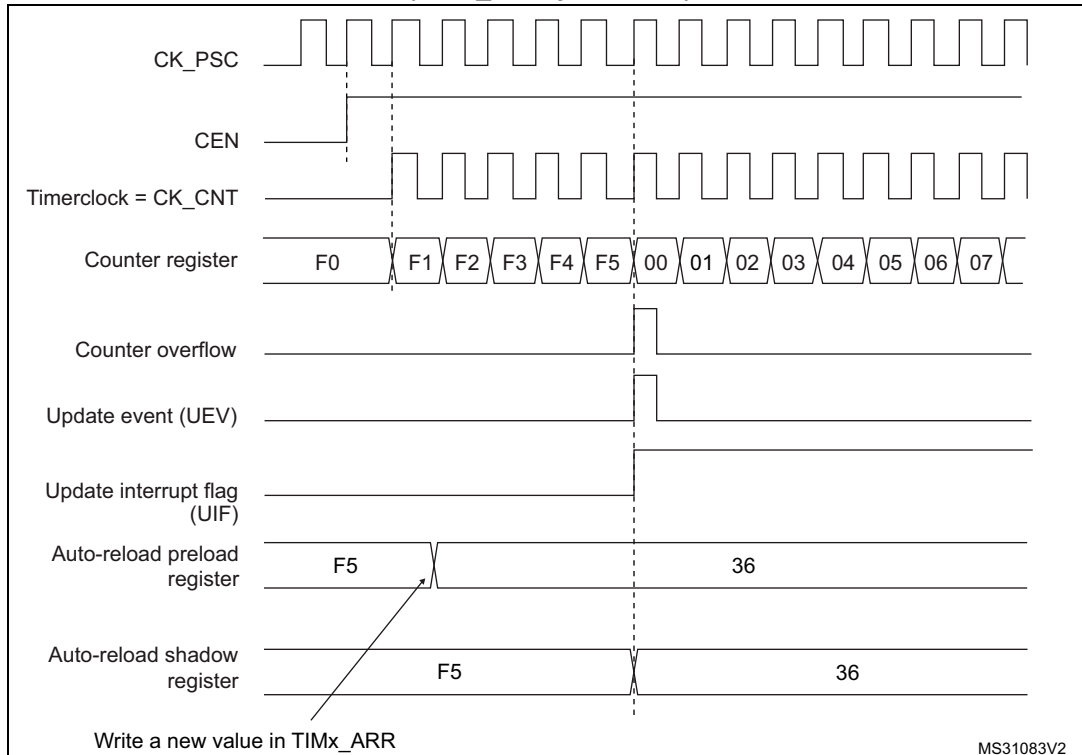 CK_PSC
CEN
Timerclock = CK_CNT
Counter register F0 F1 F2 F3 F4 F5 00 01 02 03 04 05 06 07
Counter overflow
Update event (UEV)
Update interrupt flag
(UIF)
Auto-reload preload
register
F5 36
Auto-reload shadow
register
F5 36
Write a new value in TIMx_ARR
MS31083V2